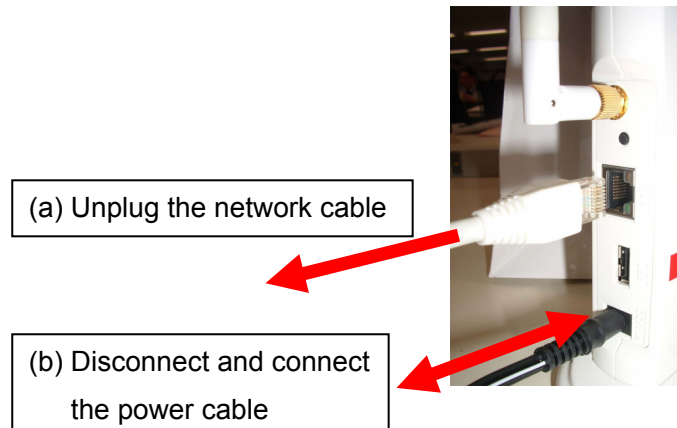 (a) Unplug the network cable
(b) Disconnect and connect
the power cable